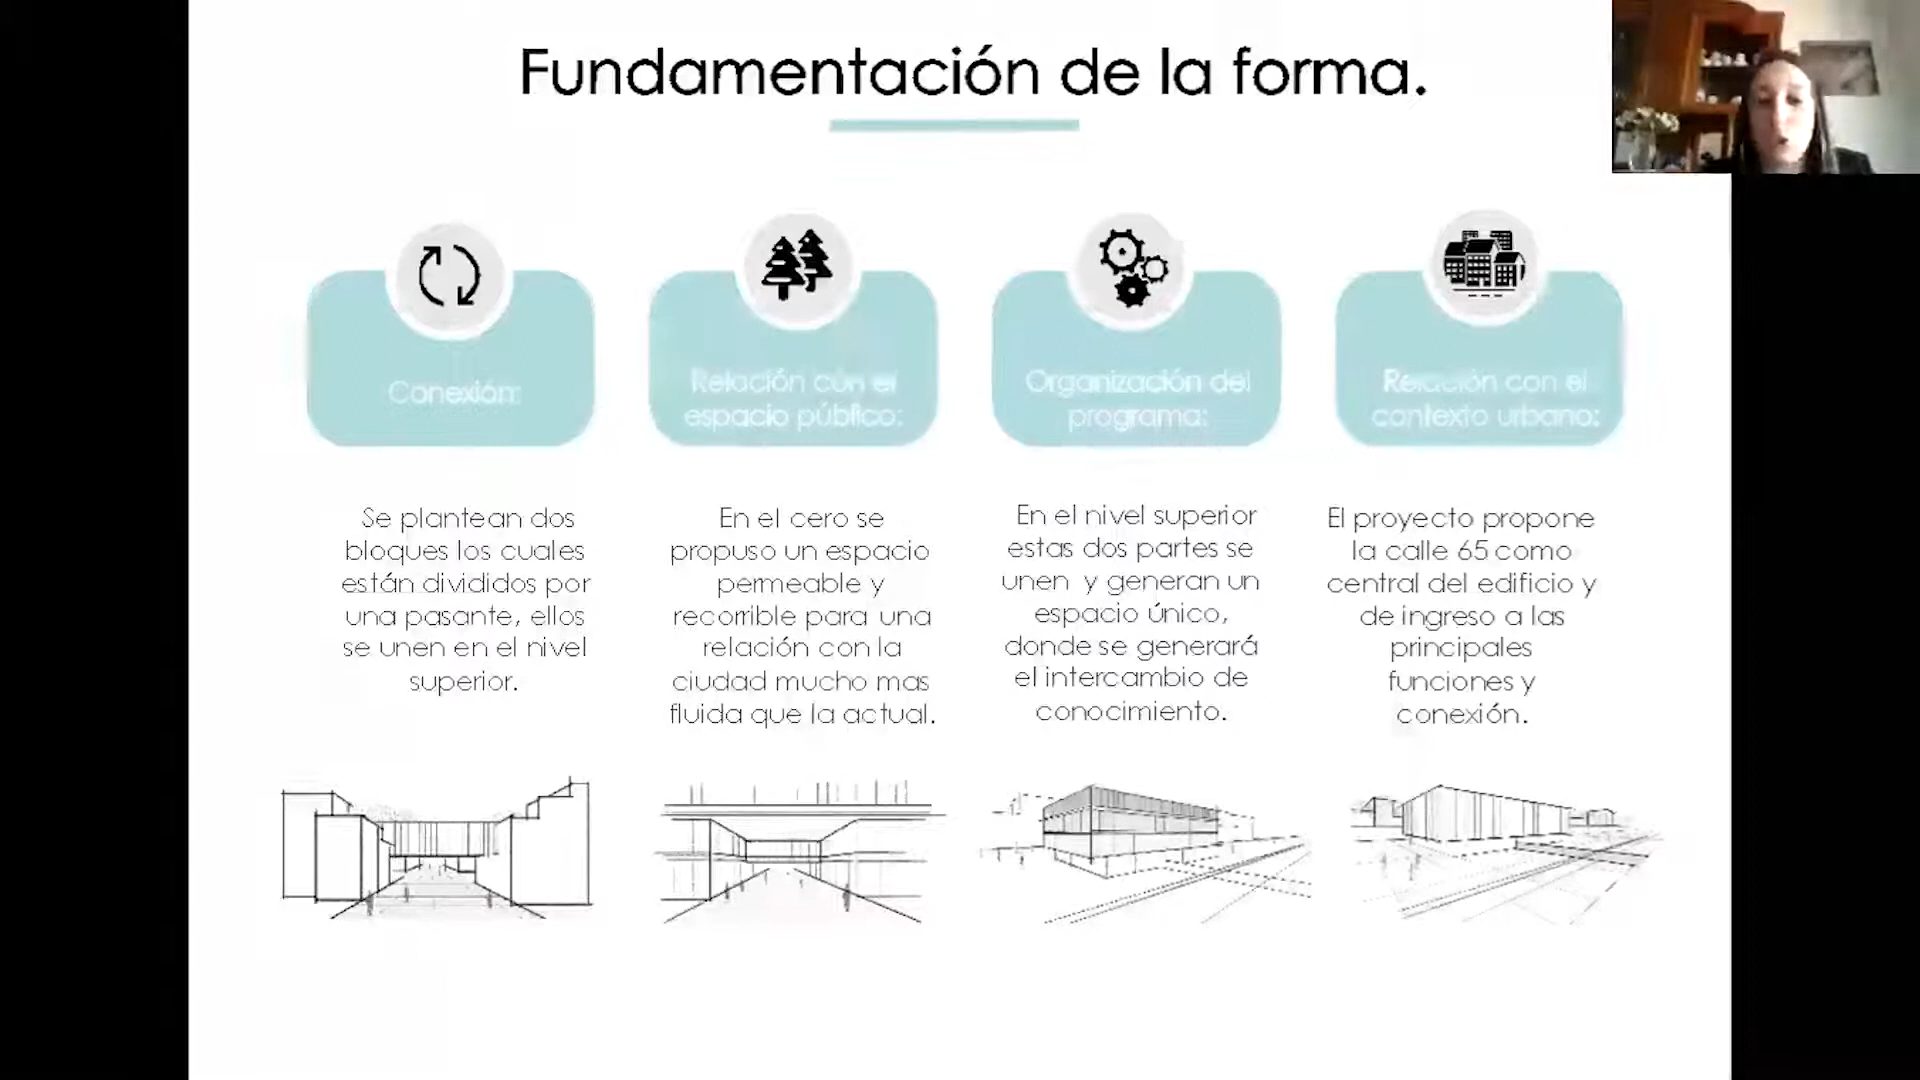 Fundamentación de la forma.
Conexión:
Se plantean dos
bloques los cuales
están divididos por
una pasante, ellos
se unen en el nivel
superior.
Relación con el
espacio público:
En el cero se
propuso un espacio
permeable y
recorrible para una
relación con la
ciudad mucho mas
fluida que la actual.
Organización del
programa:
En el nivel superior
estas dos partes se
unen y generan un
espacio único,
donde se generará
el intercambio de
conocimiento.
Relación con el
contexto urbano:
El proyecto propone
la calle 65 como
central del edificio y
de ingreso a las
principales
funciones y
conexión.